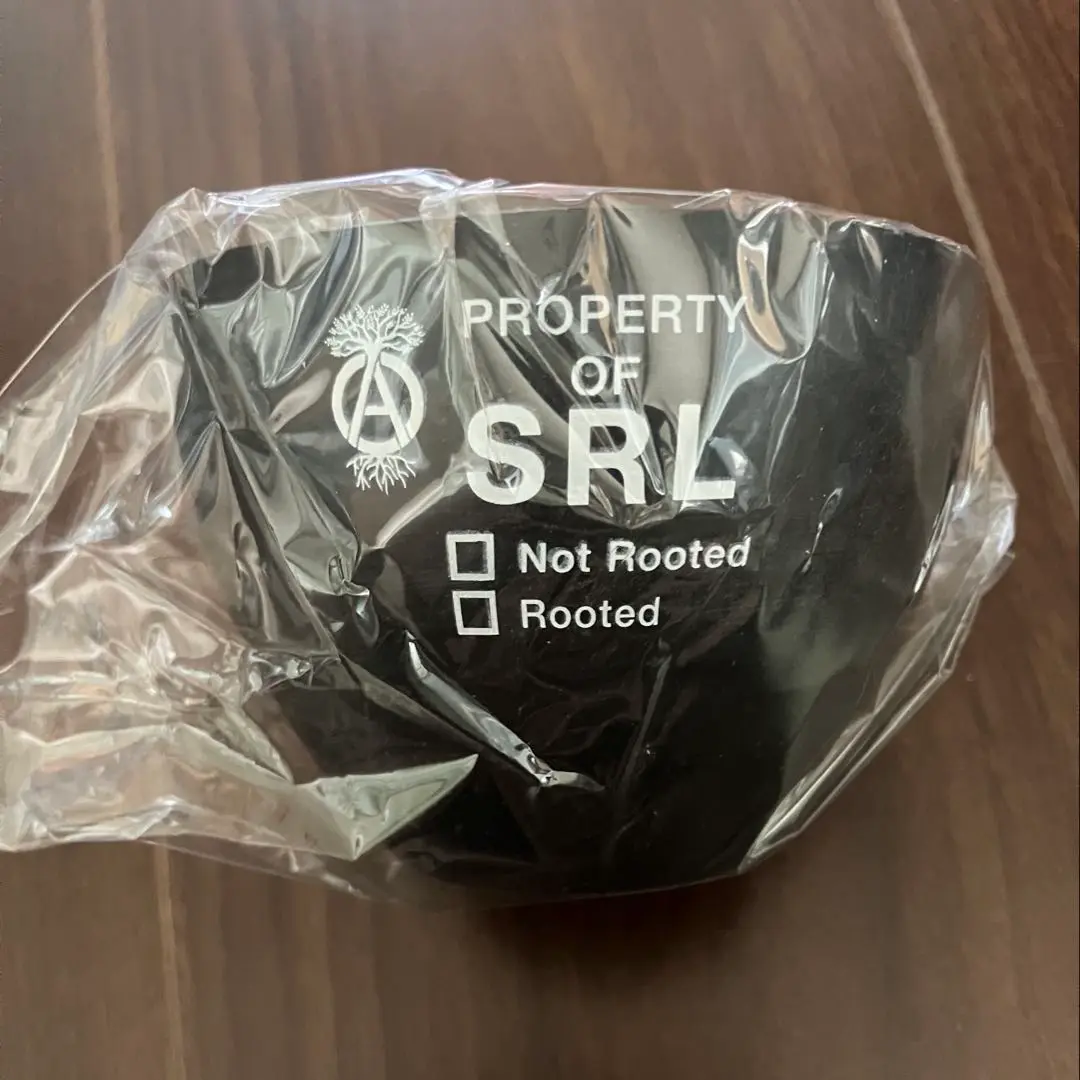 A
PROPERTY
OF
SRL
Not Rooted
Rooted